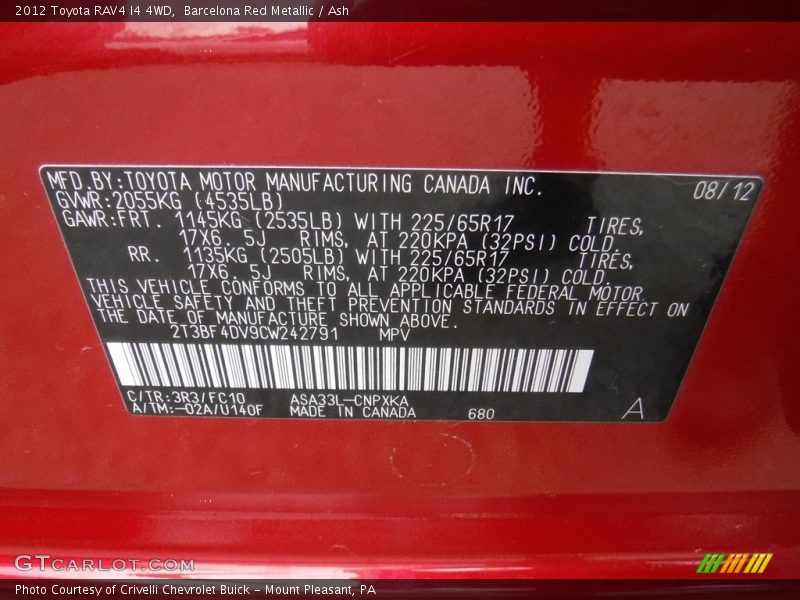 2012 Toyota RAV4 I4 4WD, Barcelona Red Metallic / Ash
MFD.BY:TOYOTA MOTOR MANUFACTURING CANADA INC. 08/12
GVWR:2055KG (4535LB)
GAWR:FRT. 1145KG (2535LB) WITH 225/65R17 TIRES,
17X6.5J RIMS, AT 220KPA (32PSI) COLD.
RR. 1135KG (2505LB) WITH 225/65R17 TIRES,
17X6.5J RIMS, AT 220KPA (32PSI) COLD.
THIS VEHICLE CONFORMS TO ALL APPLICABLE FEDERAL MOTOR
VEHICLE SAFETY AND THEFT PREVENTION STANDARDS IN EFFECT ON
THE DATE OF MANUFACTURE SHOWN ABOVE.
2T3BF4DV9CW242791 MPV
C/TR:3R3/FC10 ASA33L-CNPXKA
A/TM:-02A/U140F MADE IN CANADA 680 A
GTCARLOT.COM
Photo Courtesy of Crivelli Chevrolet Buick - Mount Pleasant, PA